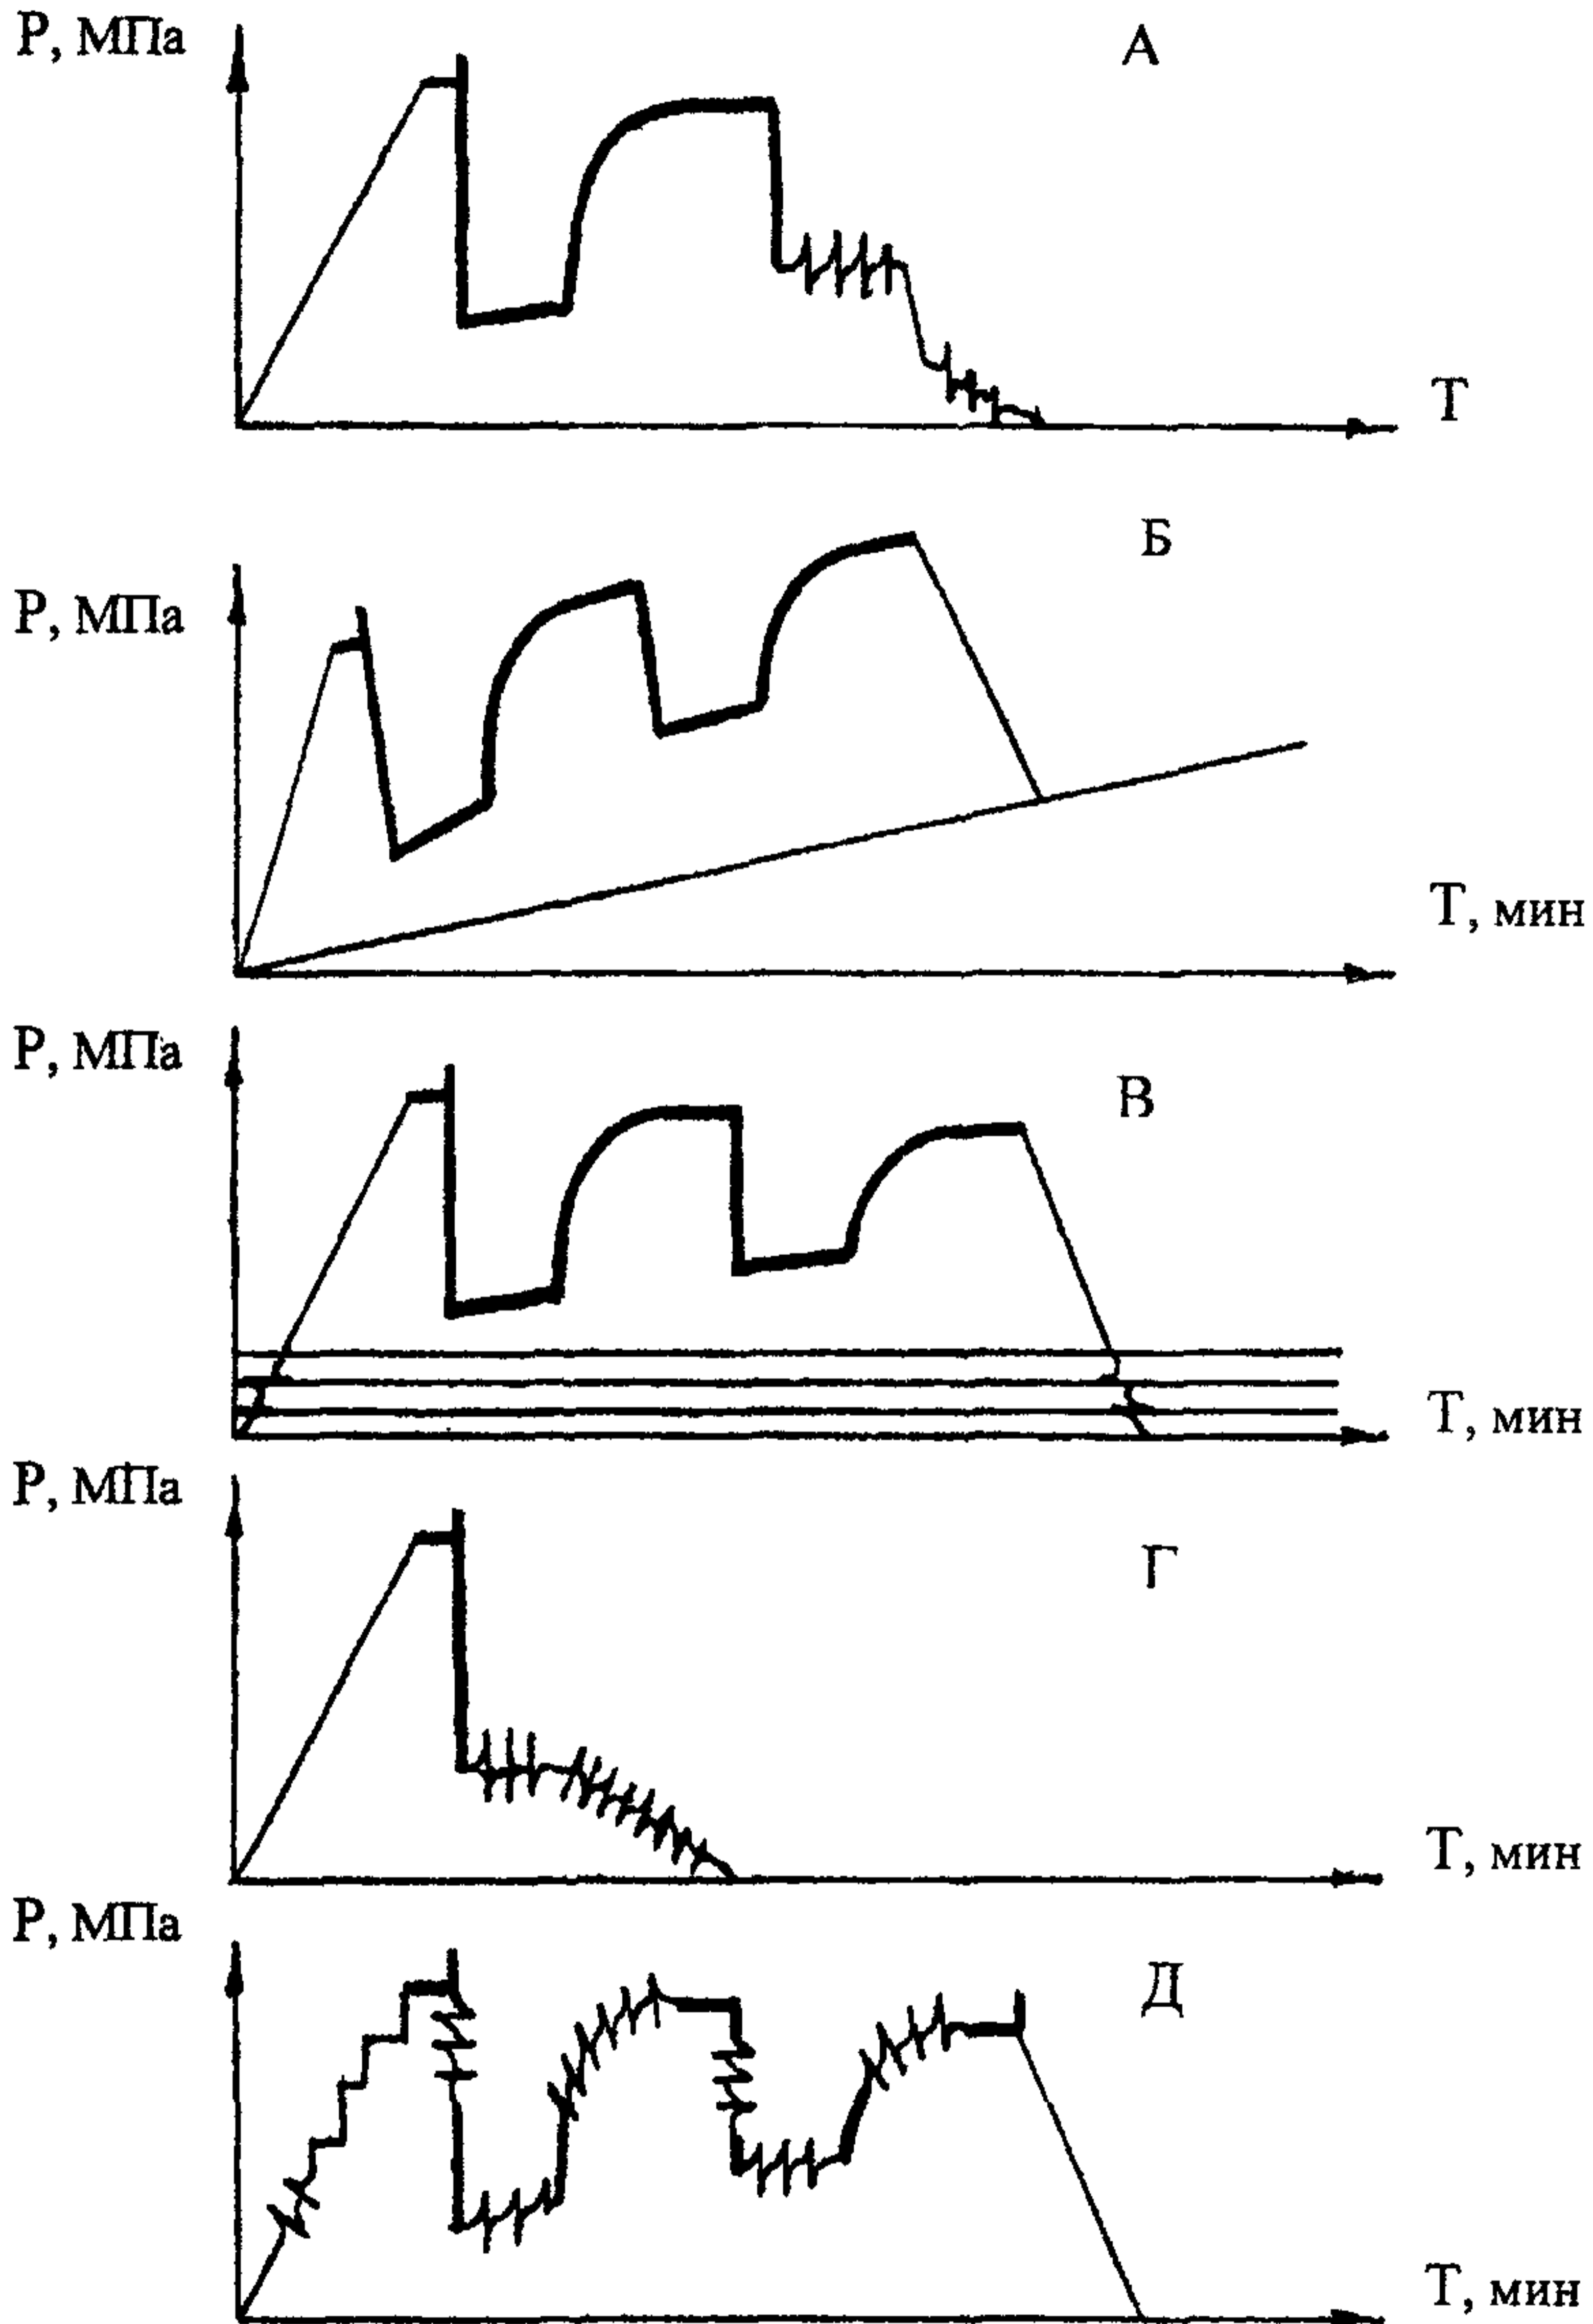 Р, МПа
А
Т
Б
Р, МПа
Т, мин
Р, МПа
В
Т, мин
Р, МПа
Г
Т, мин
Р, МПа
Д
Т, мин